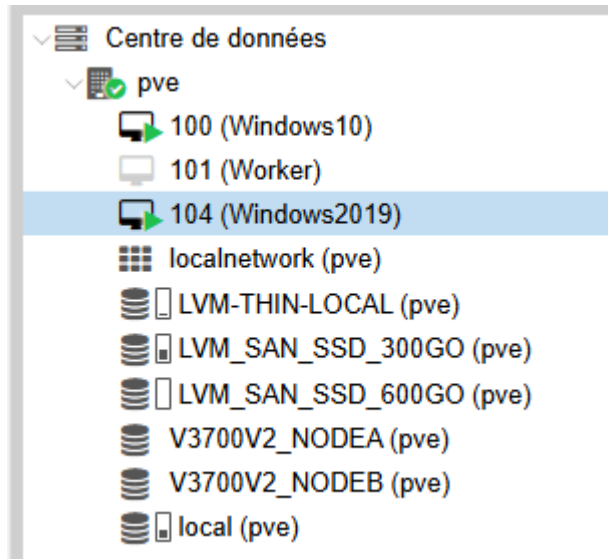 Centre de données
pve
100 (Windows10)
101 (Worker)
104 (Windows2019)
localnetwork (pve)
LVM-THIN-LOCAL (pve)
LVM_SAN_SSD_300GO (pve)
LVM_SAN_SSD_600GO (pve)
V3700V2_NODEA (pve)
V3700V2_NODEB (pve)
local (pve)